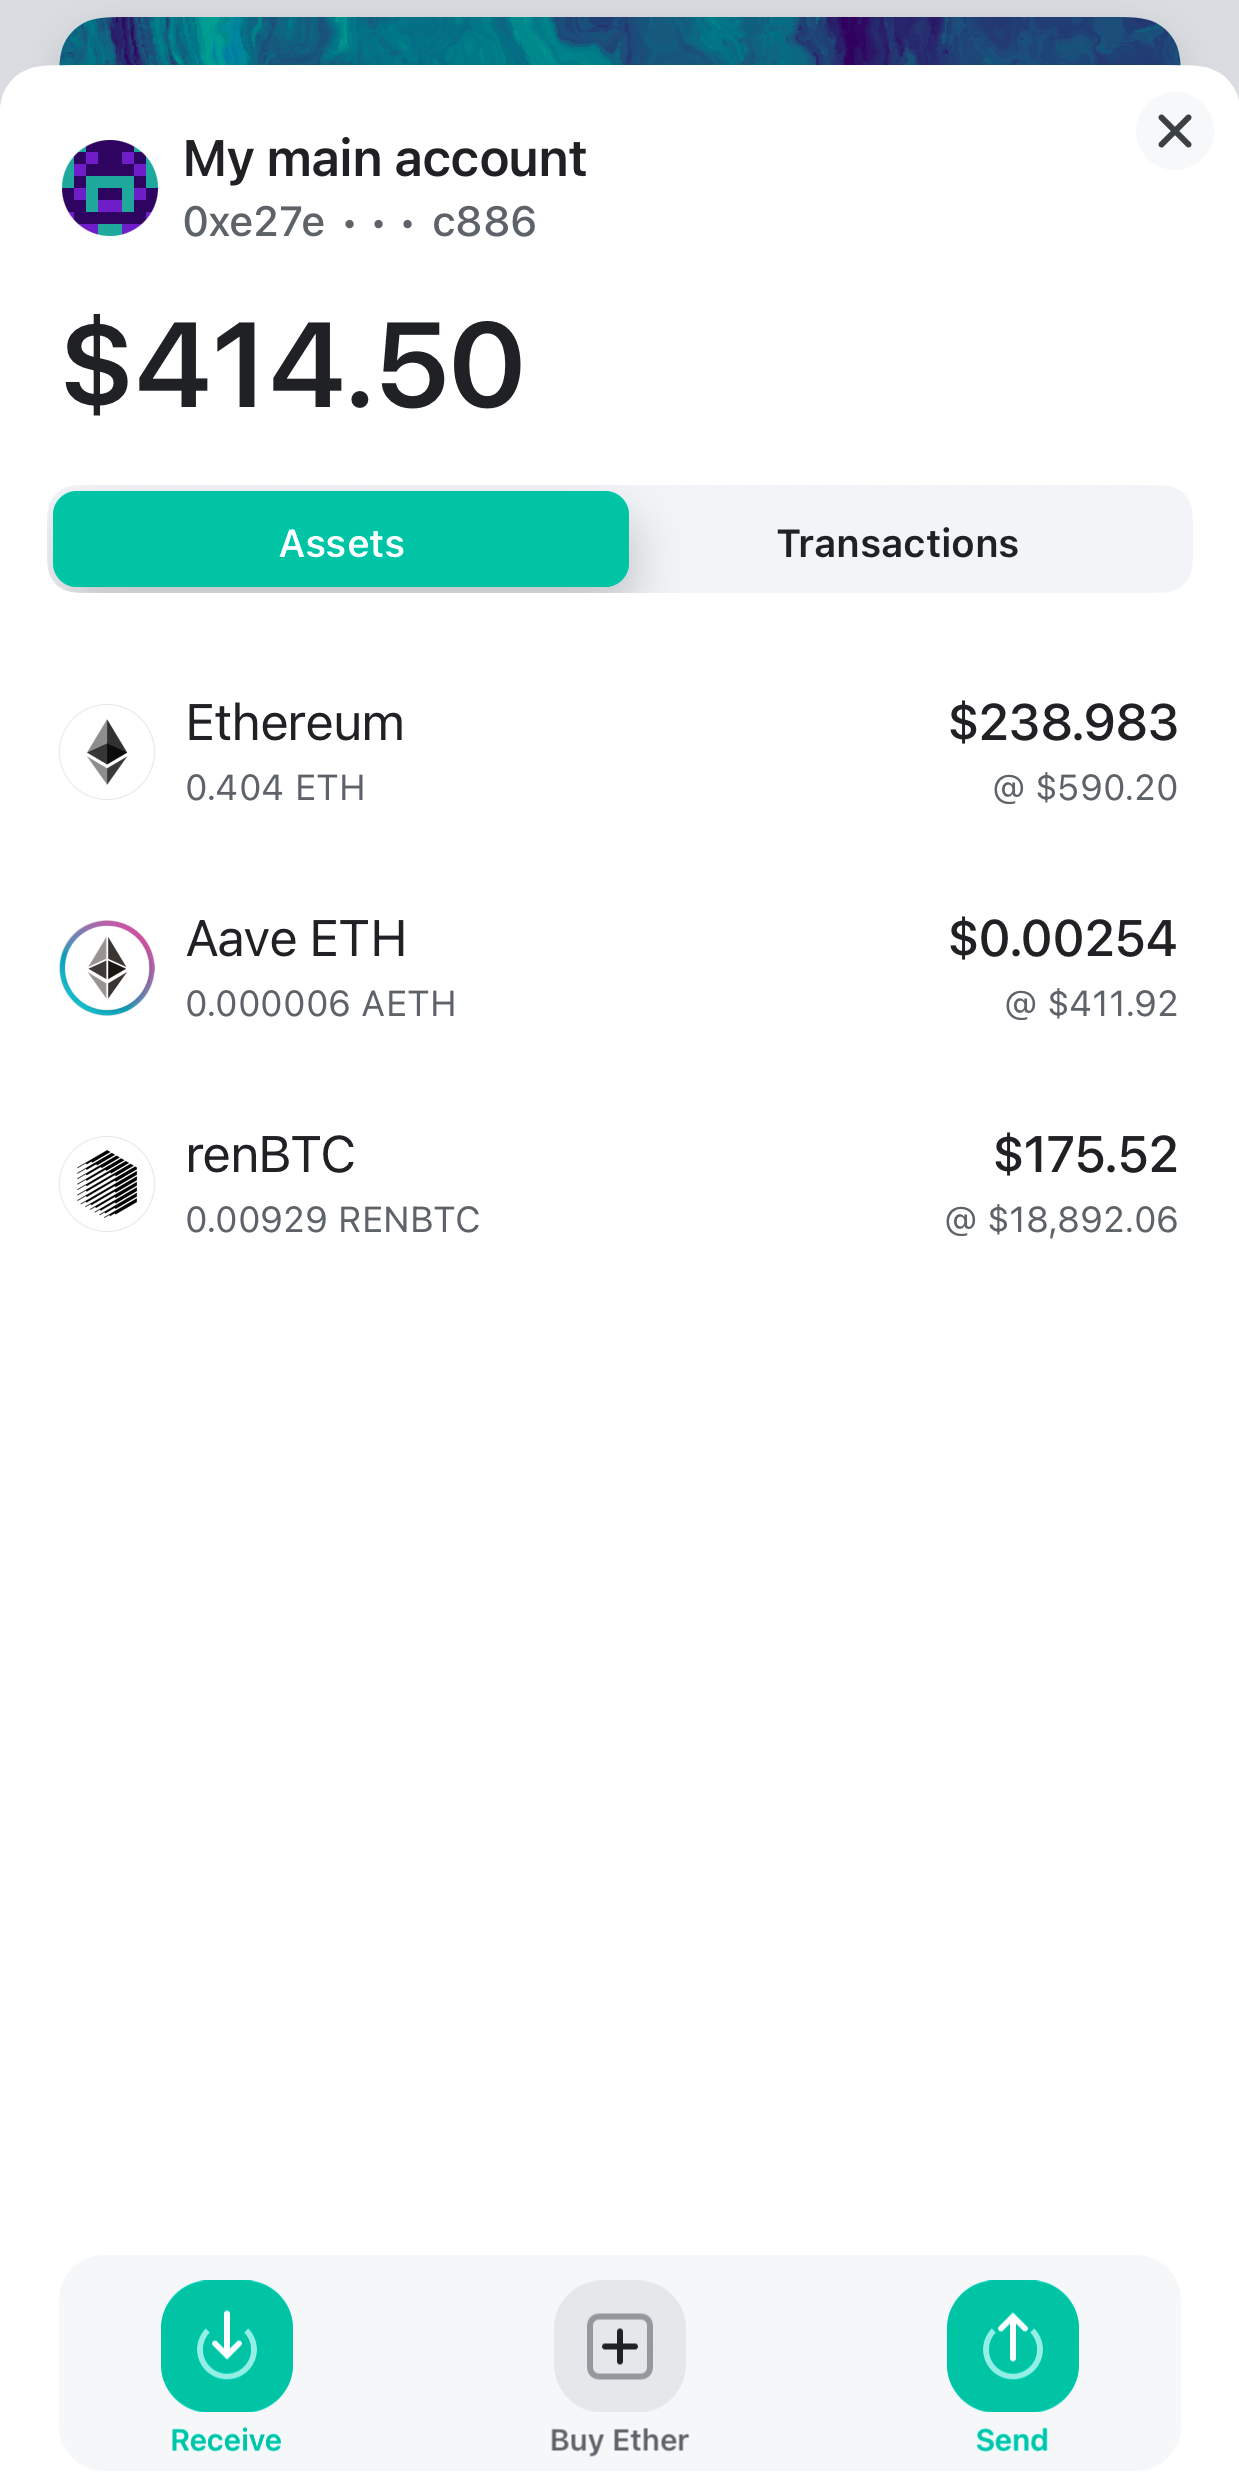 My main account
0xe27e • • • c886
$414.50
Assets
Transactions
Ethereum
$238.983
0.404 ETH
@ $590.20
Aave ETH
$0.00254
0.000006 AETH
@ $411.92
renBTC
$175.52
0.00929 RENBTC
@ $18,892.06
Receive
Buy Ether
Send